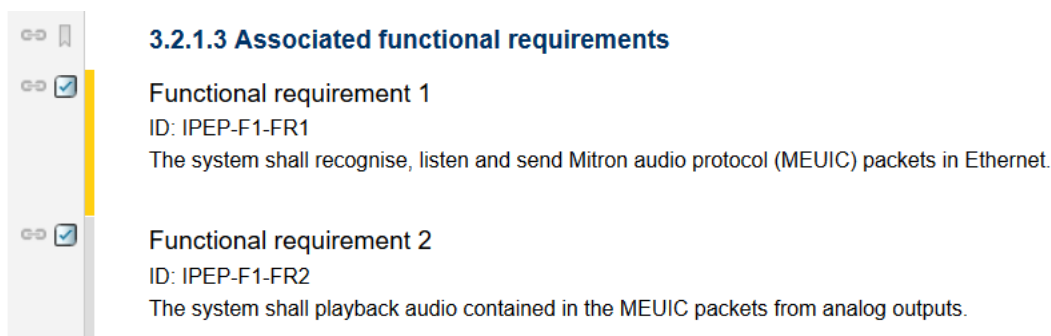 3.2.1.3 Associated functional requirements
Functional requirement 1
ID: IPEP-F1-FR1
The system shall recognise, listen and send Mitron audio protocol (MEUIC) packets in Ethernet.
Functional requirement 2
ID: IPEP-F1-FR2
The system shall playback audio contained in the MEUIC packets from analog outputs.